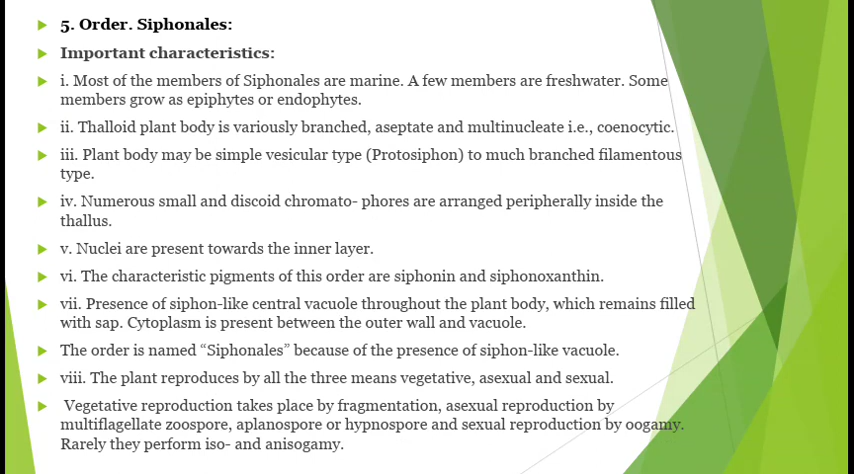 5. Order. Siphonales:
Important characteristics:
i. Most of the members of Siphonales are marine. A few members are freshwater. Some
members grow as epiphytes or endophytes.
ii. Thalloid plant body is variously branched, aseptate and multinucleate i.e., coenocytic.
iii. Plant body may be simple vesicular type (Protosiphon) to much branched filamentous
type.
iv. Numerous small and discoid chromato- phores are arranged peripherally inside the
thallus.
v. Nuclei are present towards the inner layer.
vi. The characteristic pigments of this order are siphonin and siphonoxanthin.
vii. Presence of siphon-like central vacuole throughout the plant body, which remains filled
with sap. Cytoplasm is present between the outer wall and vacuole.
The order is named “Siphonales” because of the presence of siphon-like vacuole.
viii. The plant reproduces by all the three means vegetative, asexual and sexual.
Vegetative reproduction takes place by fragmentation, asexual reproduction by
multiflagellate zoospore, aplanospore or hypnospore and sexual reproduction by oogamy.
Rarely they perform iso- and anisogamy.